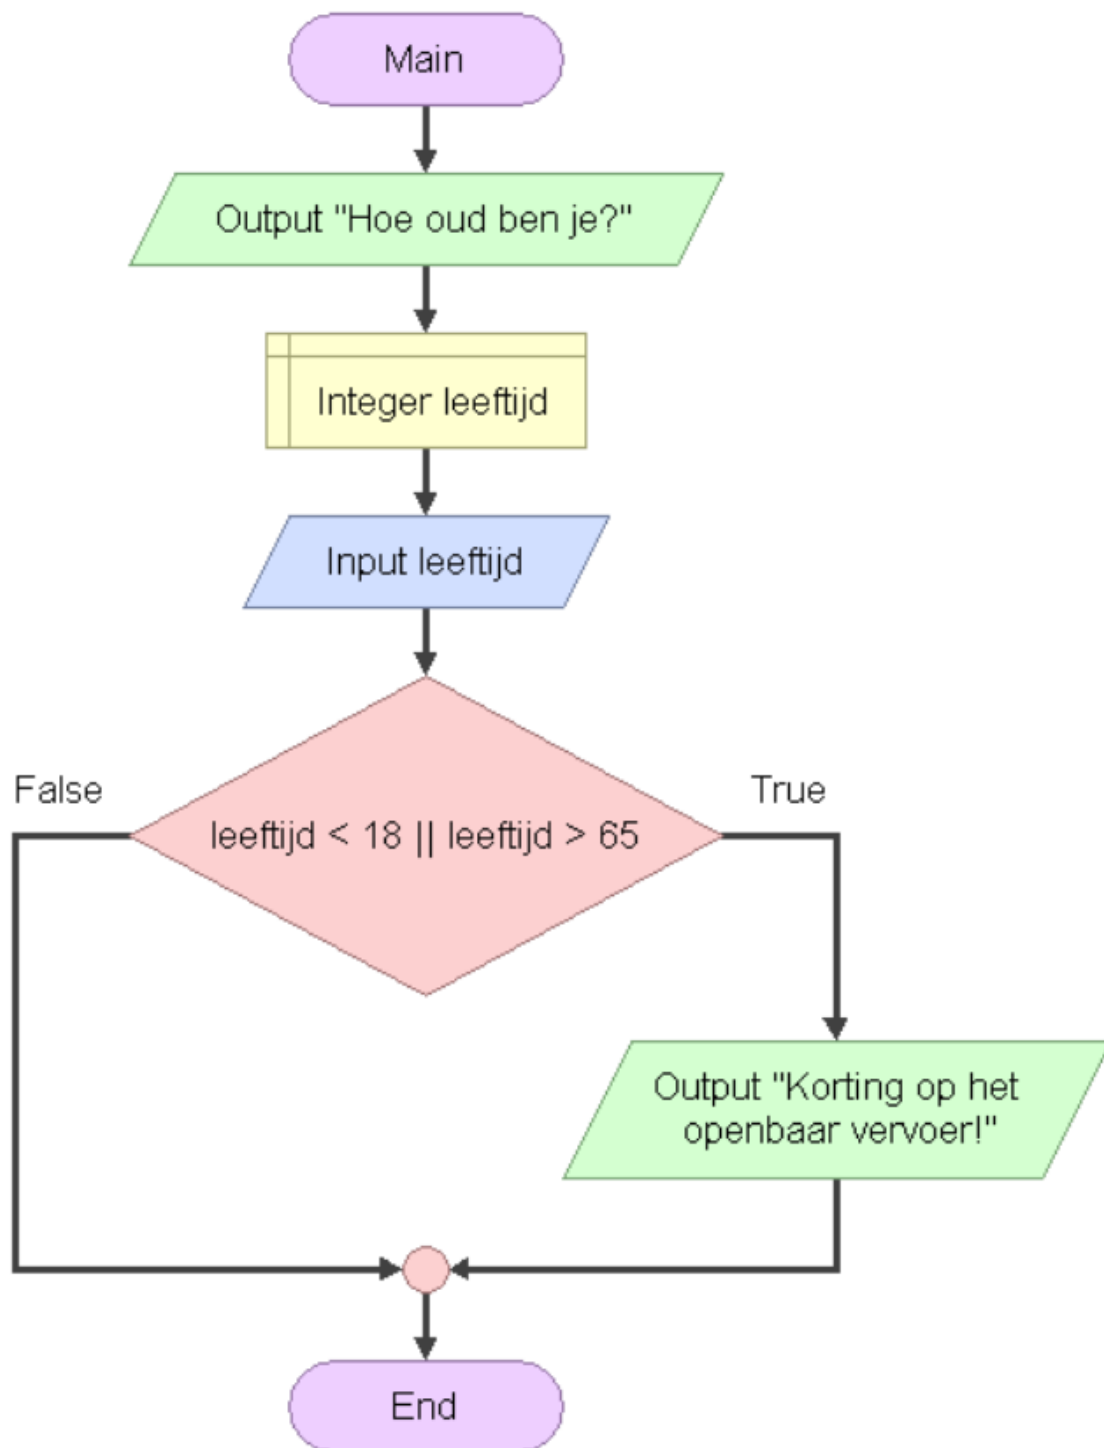 Main
Output "Hoe oud ben je?"
Integer leeftijd
Input leeftijd
False
True
leeftijd < 18 || leeftijd > 65
Output "Korting op het
openbaar vervoer!"
End